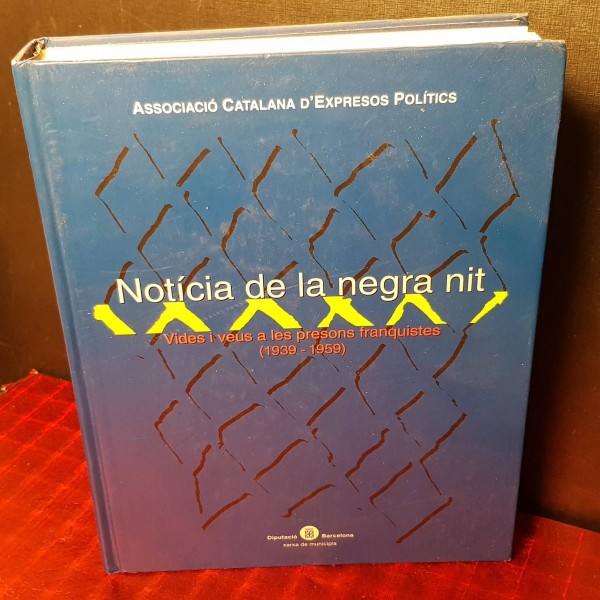 ASSOCIACIÓ CATALANA D'EXPRESOS POLÍTICS
Notícia de la negra nit
Vides i veus a les presons franquistes
(1939 - 1959)
Diputació Barcelona
xarxa de municipis